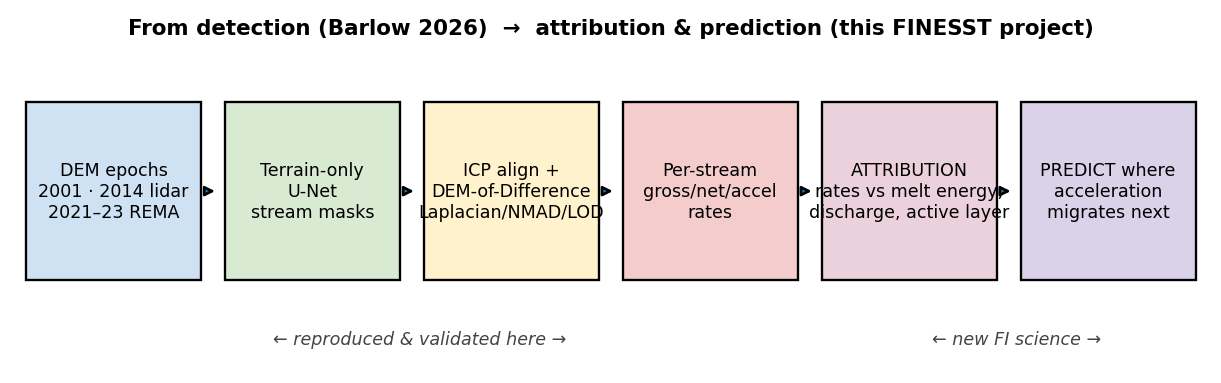 From detection (Barlow 2026) → attribution & prediction (this FINESST project)
DEM epochs
2001 · 2014 lidar
2021–23 REMA
Terrain-only
U-Net
stream masks
ICP align +
DEM-of-Difference
Laplacian/NMAD/LOD
Per-stream
gross/net/accel
rates
ATTRIBUTION
rates vs melt energy,
discharge, active layer
PREDICT where
acceleration
migrates next
← reproduced & validated here →
← new FI science →